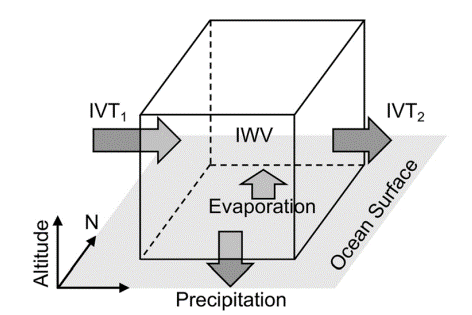 IVT1
IWV
IVT2
Evaporation
Ocean Surface
N
Altitude
Precipitation